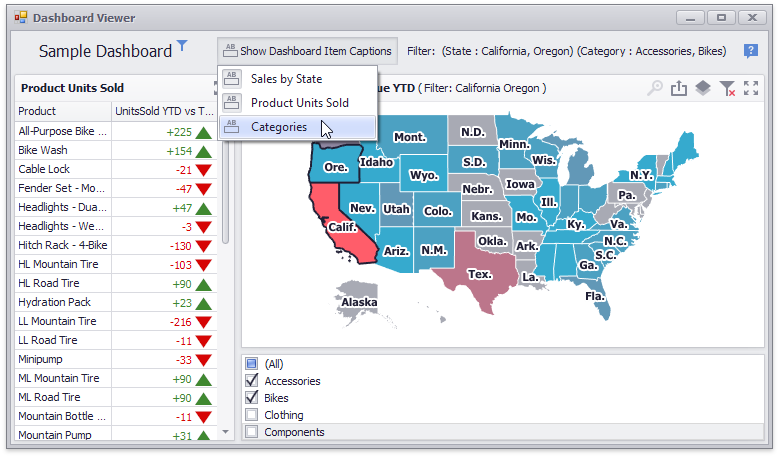 Dashboard Viewer
Sample Dashboard
AB Show Dashboard Item Captions
Filter: (State : California, Oregon) (Category : Accessories, Bikes)
?
AB Sales by State
AB Product Units Sold
AB Categories
Product Units Sold
ue YTD ( Filter: California Oregon )
Product UnitsSold YTD vs T...
All-Purpose Bike ... +225
Bike Wash +154
Cable Lock -21
Fender Set - Mo... -47
Headlights - Dua... +47
Headlights - We... -3
Hitch Rack - 4-Bike -130
HL Mountain Tire -103
HL Road Tire +90
Hydration Pack +23
LL Mountain Tire -216
LL Road Tire -11
Minipump -33
ML Mountain Tire +90
ML Road Tire +90
Mountain Bottle ... -11
Mountain Pump +31
Mont.
N.D.
Minn.
Ore.
Idaho
Wyo.
S.D.
Wis.
N.Y.
Nev.
Utah
Colo.
Nebr.
Iowa
Ill.
Pa.
Calif.
Kans.
Mo.
Ky.
Va.
Ariz.
N.M.
Okla.
Ark.
N.C.
S.C.
Tex.
La.
Ga.
Fla.
Alaska
(All)
Accessories
Bikes
Clothing
Components